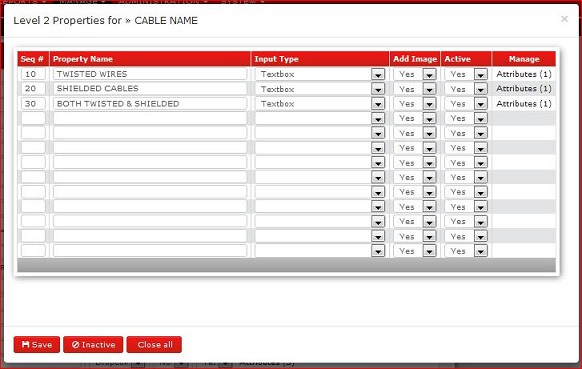 MANAGE ADMINISTRATION SYSTEM
Level 2 Properties for » CABLE NAME ×
Seq # Property Name Input Type Add Image Active Manage
10 TWISTED WIRES Textbox Yes Yes Attributes (1)
20 SHIELDED CABLES Textbox Yes Yes Attributes (1)
30 BOTH TWISTED & SHIELDED Textbox Yes Yes Attributes (1)
Yes Yes
Yes Yes
Yes Yes
Yes Yes
Yes Yes
Yes Yes
Yes Yes
Yes Yes
Yes Yes
Yes Yes
Save Inactive Close all